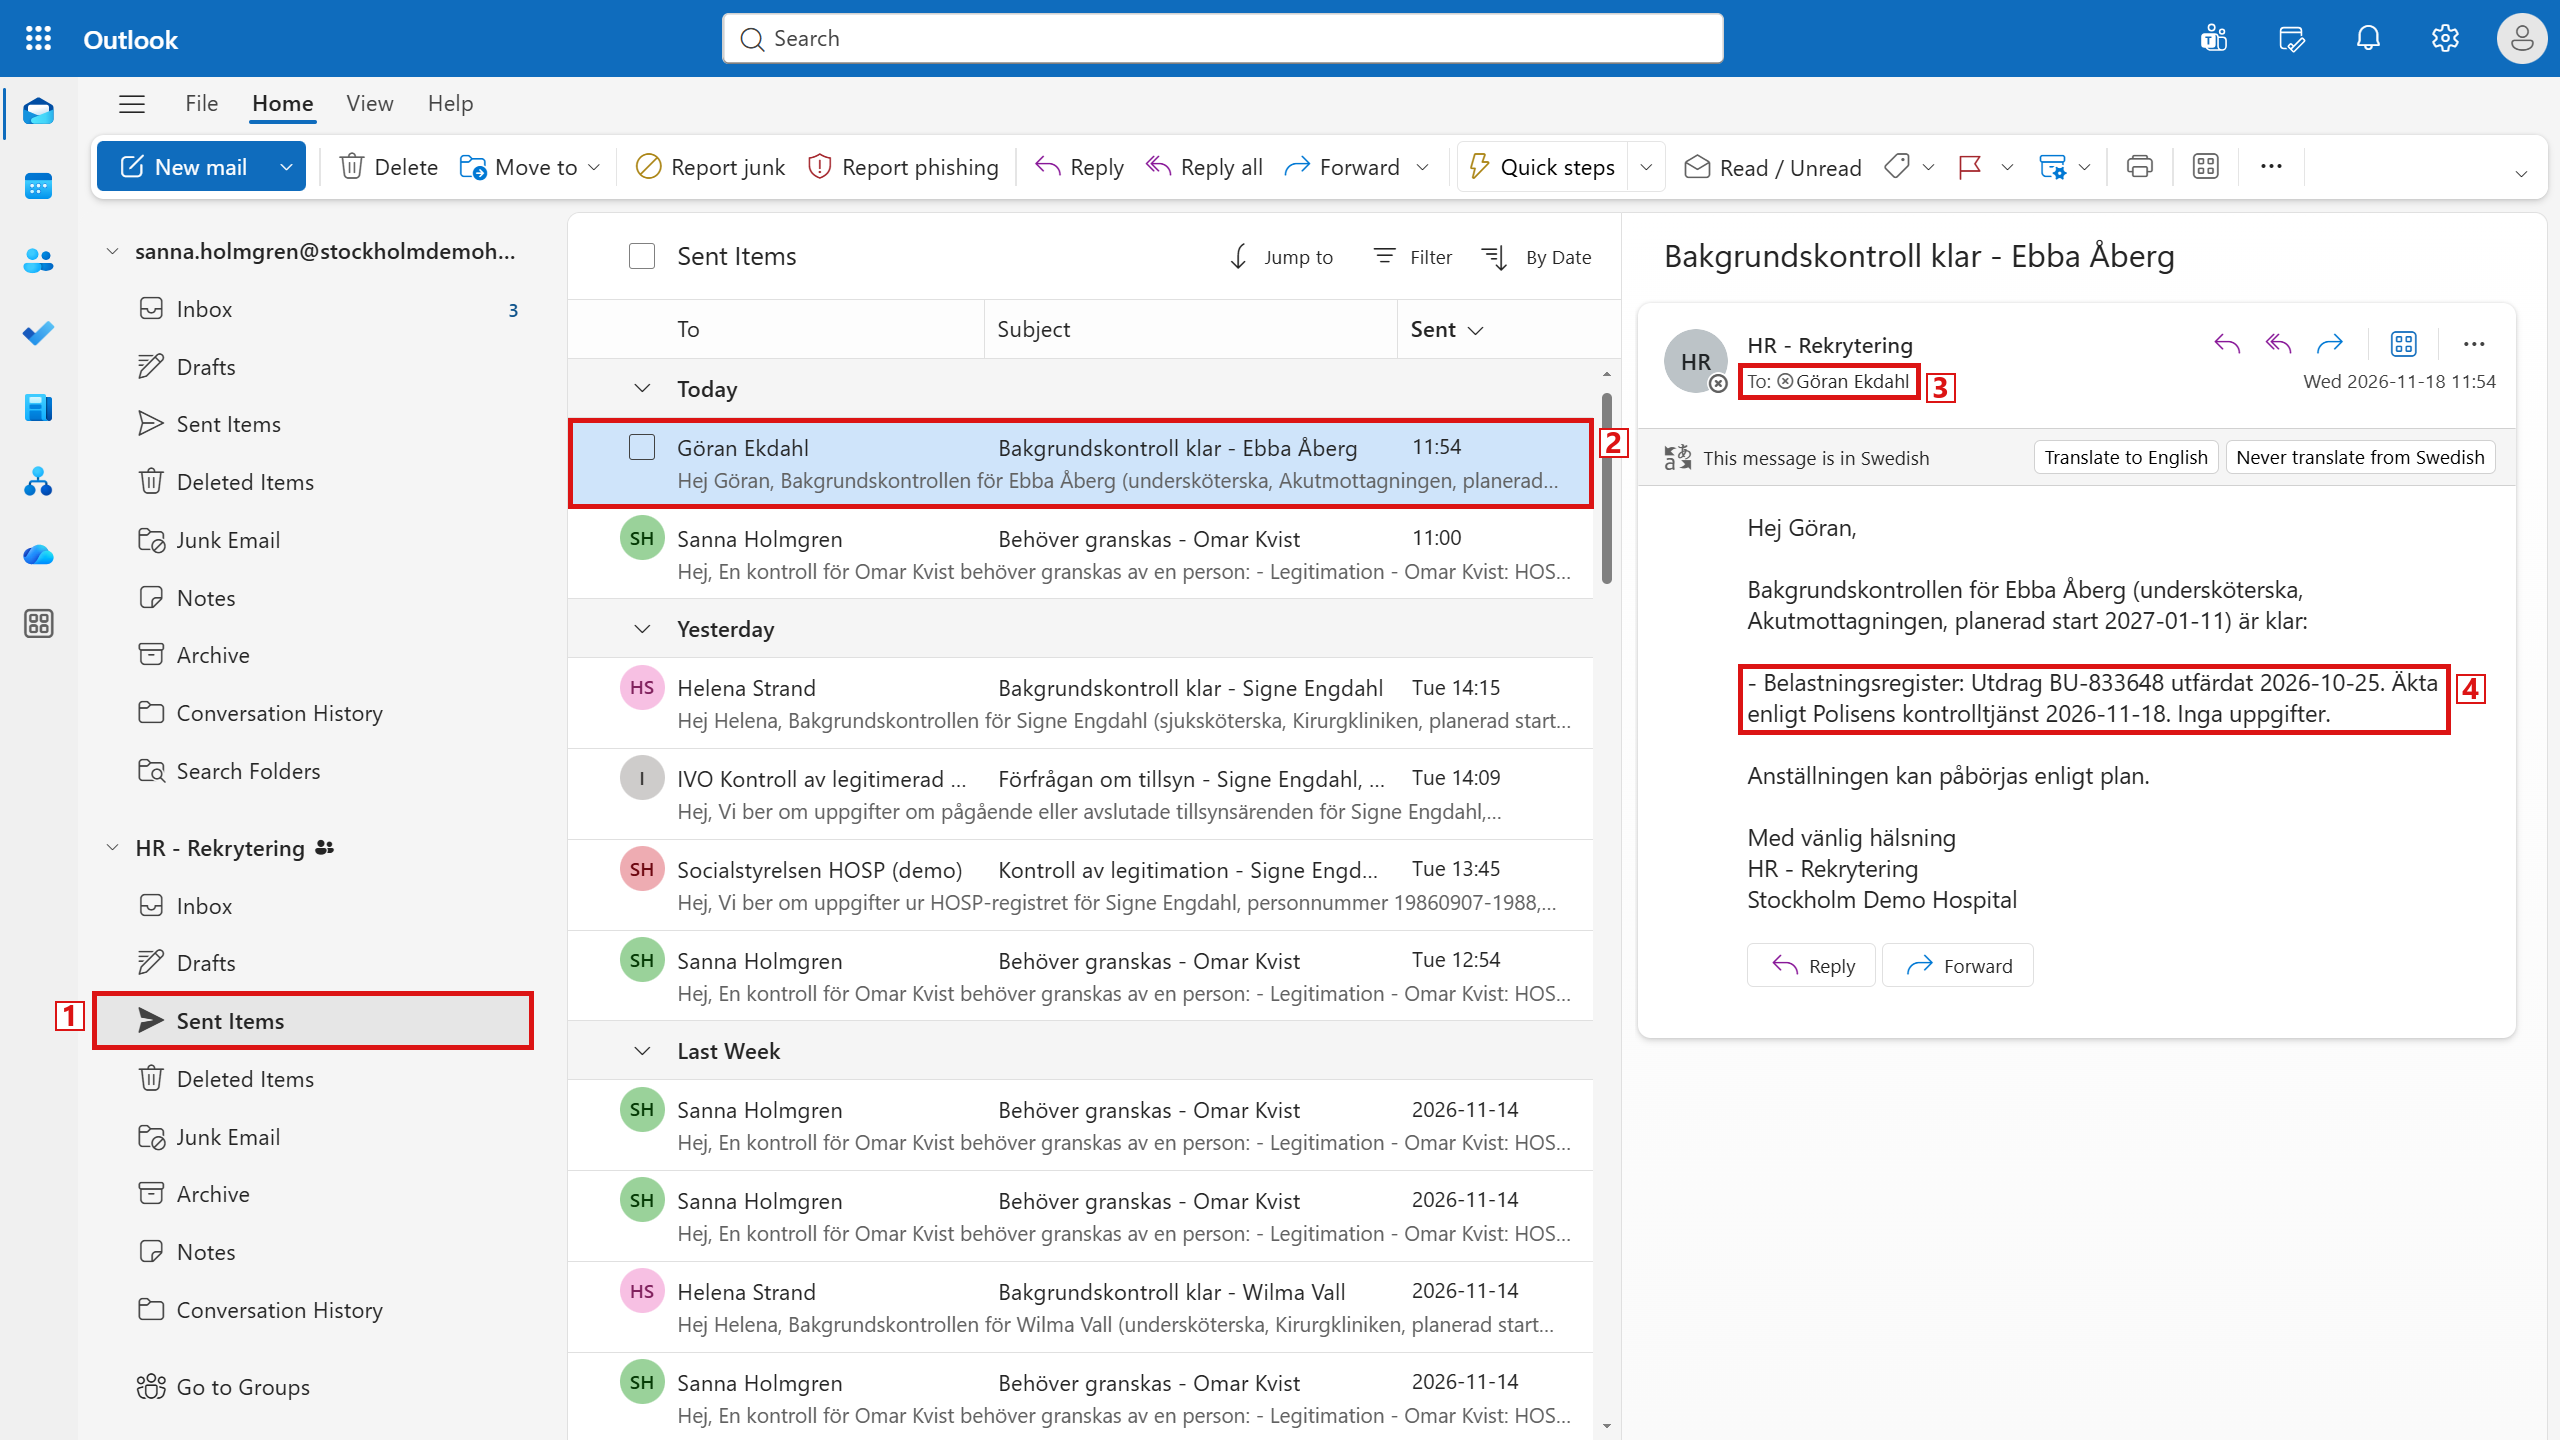 Outlook
Search
File
Home
View
Help
New mail
Delete
Move to
Report junk
Report phishing
Reply
Reply all
Forward
Quick steps
Read / Unread
sanna.holmgren@stockholmdemoh...
Inbox
3
Drafts
Sent Items
Deleted Items
Junk Email
Notes
Archive
Conversation History
Search Folders
HR - Rekrytering
Inbox
Drafts
1
Sent Items
Deleted Items
Junk Email
Archive
Notes
Conversation History
Go to Groups
Sent Items
Jump to
Filter
By Date
To
Subject
Sent
Today
Göran Ekdahl
Bakgrundskontroll klar - Ebba Åberg
11:54
Hej Göran, Bakgrundskontrollen för Ebba Åberg (undersköterska, Akutmottagningen, planerad...
2
SH
Sanna Holmgren
Behöver granskas - Omar Kvist
11:00
Hej, En kontroll för Omar Kvist behöver granskas av en person: - Legitimation - Omar Kvist: HOS...
Yesterday
HS
Helena Strand
Bakgrundskontroll klar - Signe Engdahl
Tue 14:15
Hej Helena, Bakgrundskontrollen för Signe Engdahl (sjuksköterska, Kirurgkliniken, planerad start...
I
IVO Kontroll av legitimerad ...
Förfrågan om tillsyn - Signe Engdahl, ...
Tue 14:09
Hej, Vi ber om uppgifter om pågående eller avslutade tillsynsärenden för Signe Engdahl,...
SH
Socialstyrelsen HOSP (demo)
Kontroll av legitimation - Signe Engd...
Tue 13:45
Hej, Vi ber om uppgifter ur HOSP-registret för Signe Engdahl, personnummer 19860907-1988,...
SH
Sanna Holmgren
Behöver granskas - Omar Kvist
Tue 12:54
Hej, En kontroll för Omar Kvist behöver granskas av en person: - Legitimation - Omar Kvist: HOS...
Last Week
SH
Sanna Holmgren
Behöver granskas - Omar Kvist
2026-11-14
Hej, En kontroll för Omar Kvist behöver granskas av en person: - Legitimation - Omar Kvist: HOS...
SH
Sanna Holmgren
Behöver granskas - Omar Kvist
2026-11-14
Hej, En kontroll för Omar Kvist behöver granskas av en person: - Legitimation - Omar Kvist: HOS...
HS
Helena Strand
Bakgrundskontroll klar - Wilma Vall
2026-11-14
Hej Helena, Bakgrundskontrollen för Wilma Vall (undersköterska, Kirurgkliniken, planerad start...
SH
Sanna Holmgren
Behöver granskas - Omar Kvist
2026-11-14
Hej, En kontroll för Omar Kvist behöver granskas av en person: - Legitimation - Omar Kvist: HOS...
Bakgrundskontroll klar - Ebba Åberg
HR
HR - Rekrytering
To: Göran Ekdahl
3
Wed 2026-11-18 11:54
This message is in Swedish
Translate to English
Never translate from Swedish
Hej Göran,
Bakgrundskontrollen för Ebba Åberg (undersköterska,
Akutmottagningen, planerad start 2027-01-11) är klar:
- Belastningsregister: Utdrag BU-833648 utfärdat 2026-10-25. Äkta
enligt Polisens kontrolltjänst 2026-11-18. Inga uppgifter.
4
Anställningen kan påbörjas enligt plan.
Med vänlig hälsning
HR - Rekrytering
Stockholm Demo Hospital
Reply
Forward